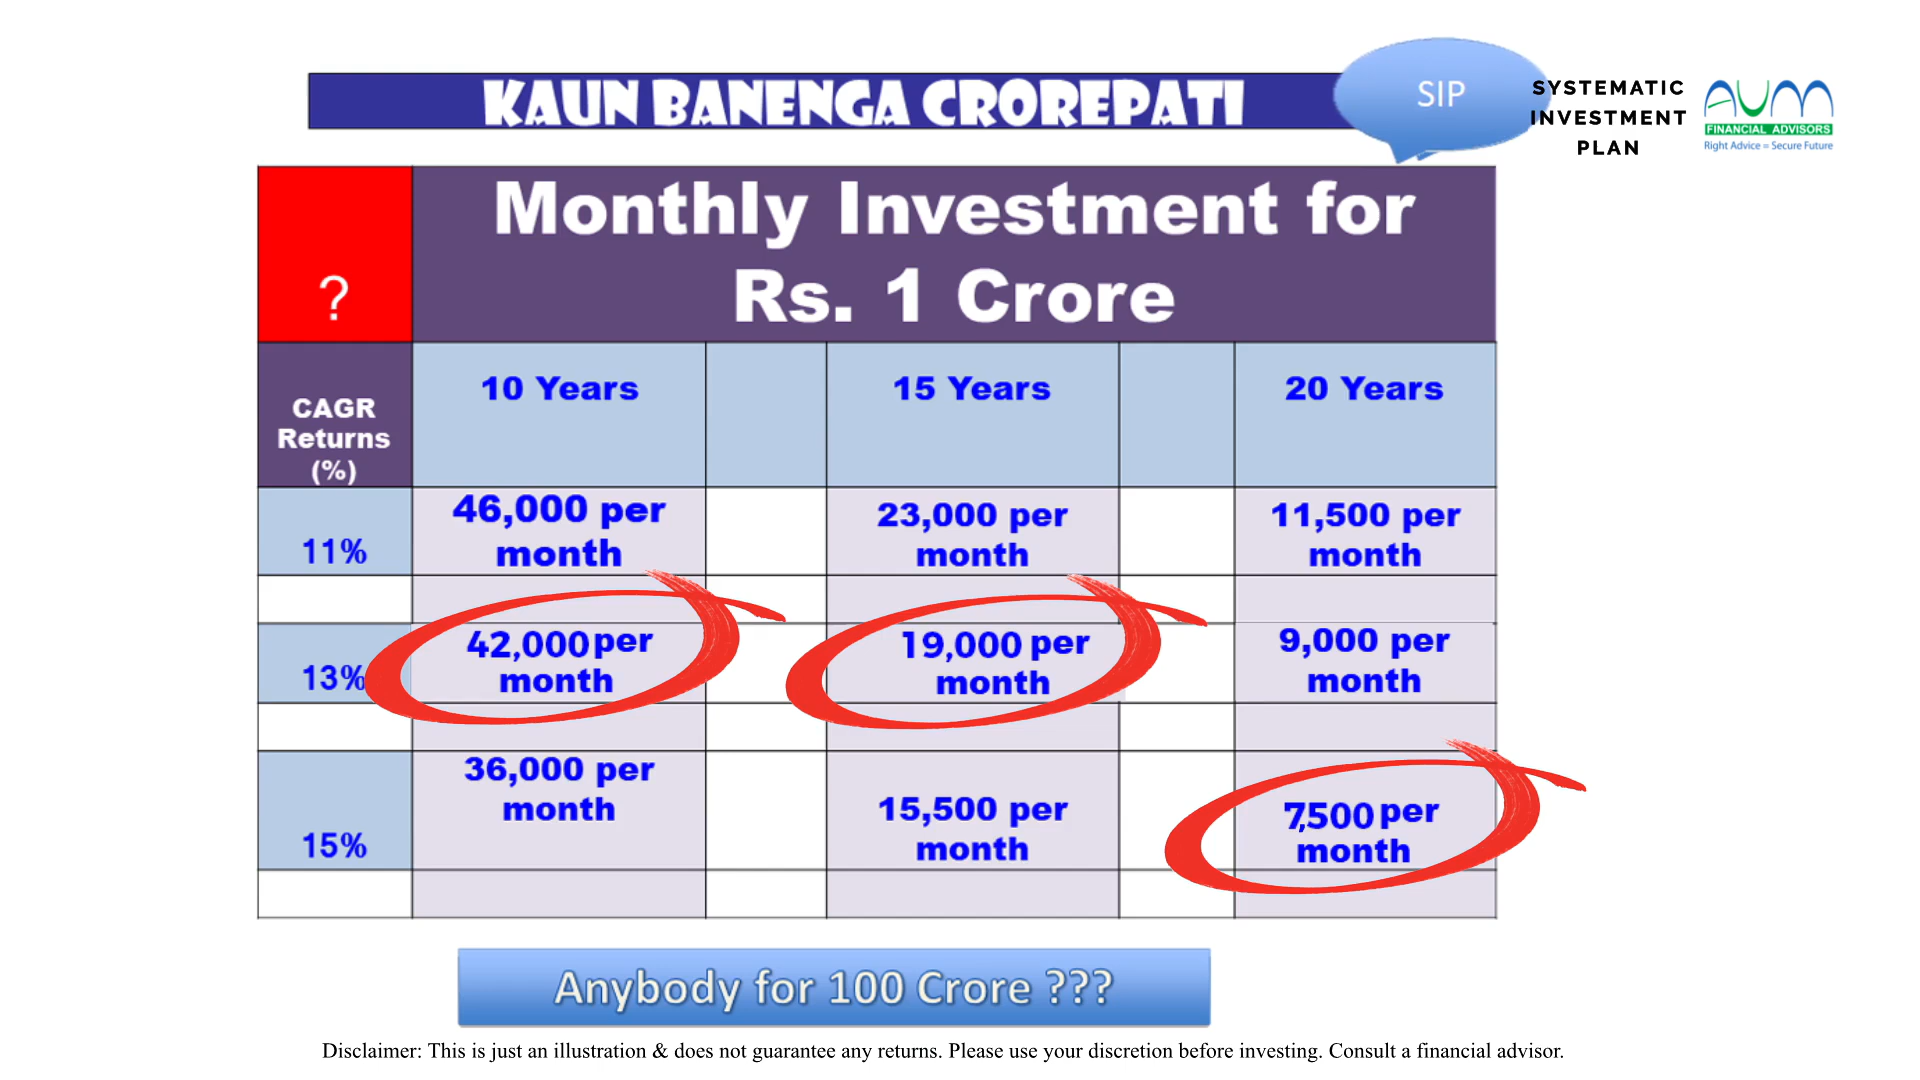 KAUN BANENGA CROREPATI
SIP
SYSTEMATIC
INVESTMENT
PLAN
AUM
FINANCIAL ADVISORS
Right Advice = Secure Future
?
Monthly Investment for
Rs. 1 Crore
CAGR
Returns
(%)
10 Years
15 Years
20 Years
11%
46,000 per
month
23,000 per
month
11,500 per
month
13%
42,000 per
month
19,000 per
month
9,000 per
month
15%
36,000 per
month
15,500 per
month
7,500 per
month
Anybody for 100 Crore ???
Disclaimer: This is just an illustration & does not guarantee any returns. Please use your discretion before investing. Consult a financial advisor.